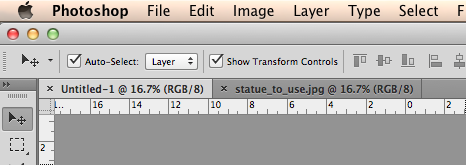 Photoshop File Edit Image Layer Type Select F
Auto-Select: Layer Show Transform Controls
× Untitled-1 @ 16.7% (RGB/8) × statue_to_use.jpg @ 16.7% (RGB/8)
1... 16 14 12 10 8 6 4 2 0 2
2